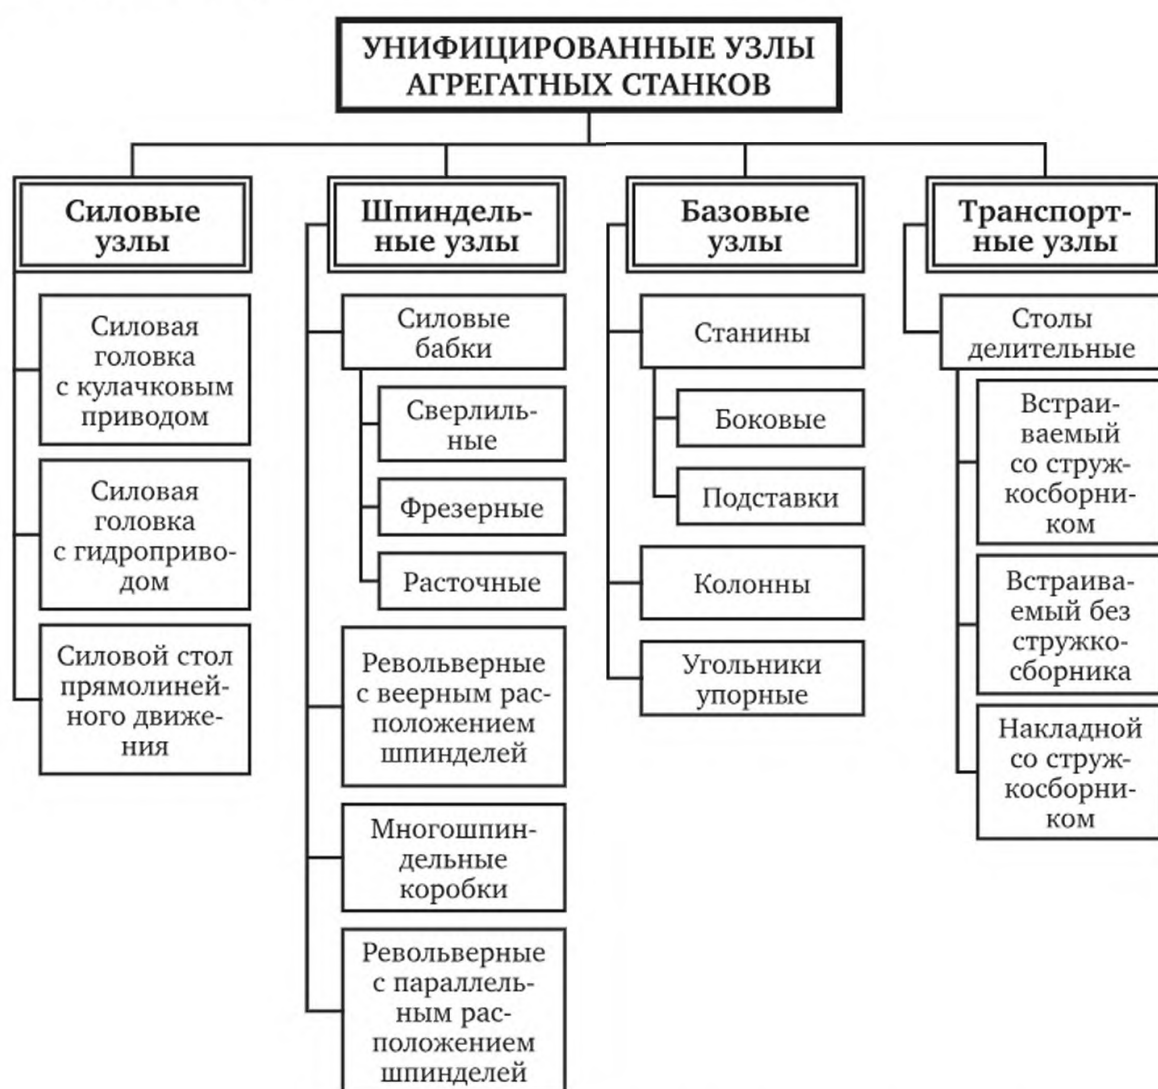 УНИФИЦИРОВАННЫЕ УЗЛЫ
АГРЕГАТНЫХ СТАНКОВ
Силовые
узлы
Силовая
головка
с кулачковым
приводом
Силовая
головка
с гидроприво-
дом
Силовой стол
прямолиней-
ного движе-
ния
Шпиндель-
ные узлы
Силовые
бабки
Сверлиль-
ные
Фрезерные
Расточные
Револьверные
с веерным рас-
положением
шпинделей
Многошпин-
дельные
коробки
Револьверные
с параллель-
ным рас-
положением
шпинделей
Базовые
узлы
Станины
Боковые
Подставки
Колонны
Угольники
упорные
Транспорт-
ные узлы
Столы
делительные
Встраи-
ваемый
со струж-
косборни-
ком
Встраива-
емый без
стружко-
сборника
Накладной
со струж-
косборни-
ком